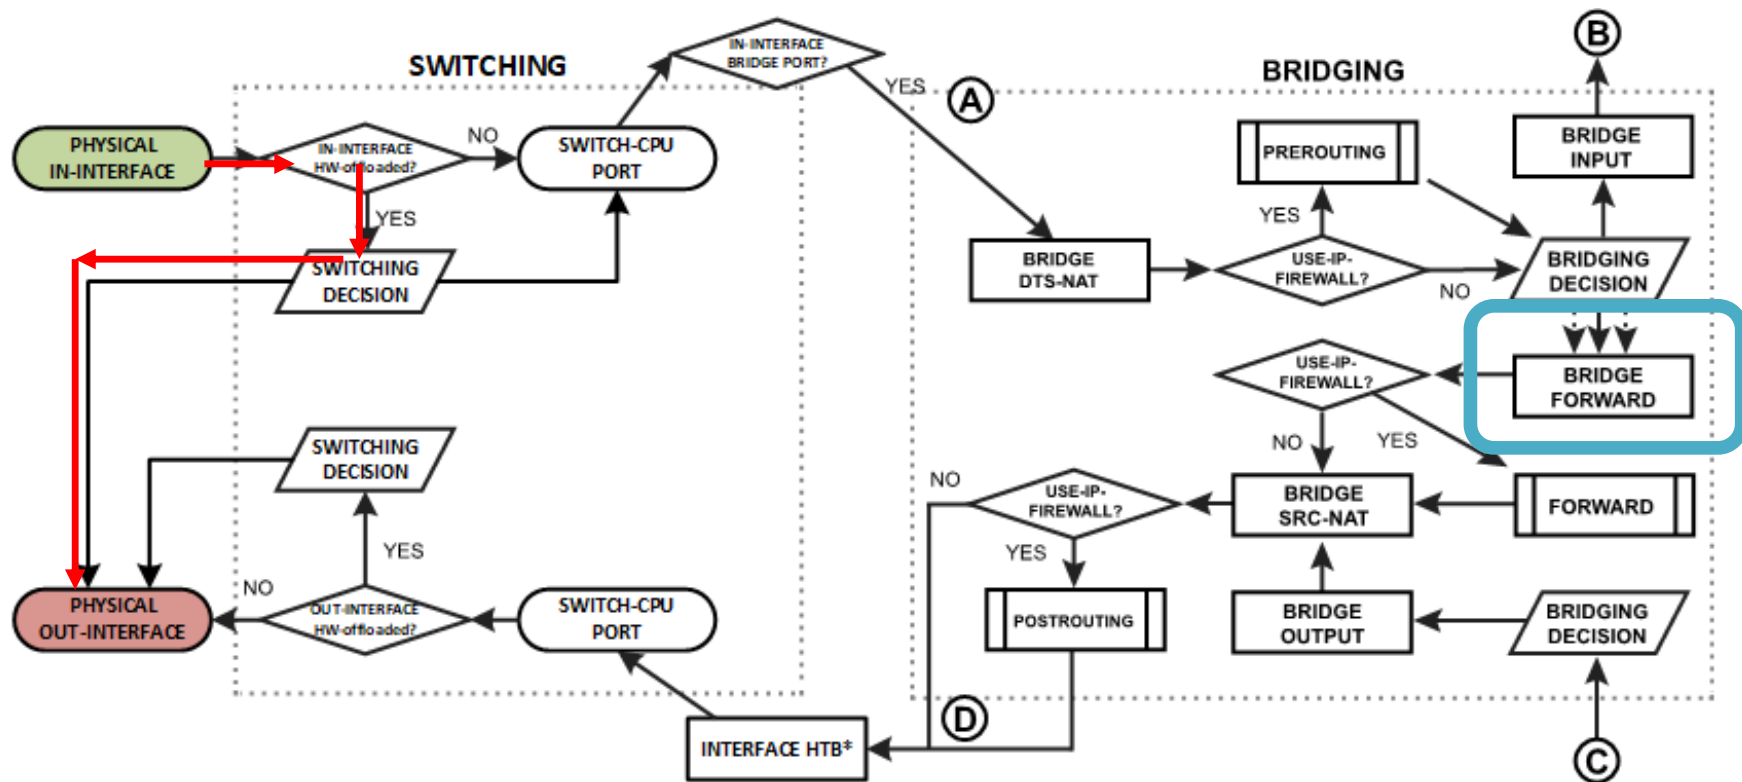 SWITCHING
IN-INTERFACE
BRIDGE PORT?
YES
BRIDGING
A
B
PHYSICAL
IN-INTERFACE
IN-INTERFACE
HW-offloaded?
NO
SWITCH-CPU
PORT
YES
SWITCHING
DECISION
PREROUTING
BRIDGE
INPUT
YES
BRIDGE
DTS-NAT
USE-IP-
FIREWALL?
NO
BRIDGING
DECISION
USE-IP-
FIREWALL?
BRIDGE
FORWARD
NO
YES
SWITCHING
DECISION
NO
USE-IP-
FIREWALL?
BRIDGE
SRC-NAT
FORWARD
YES
YES
NO
PHYSICAL
OUT-INTERFACE
OUT-INTERFACE
HW-offloaded?
SWITCH-CPU
PORT
POSTROUTING
BRIDGE
OUTPUT
BRIDGING
DECISION
INTERFACE HTB*
D
C